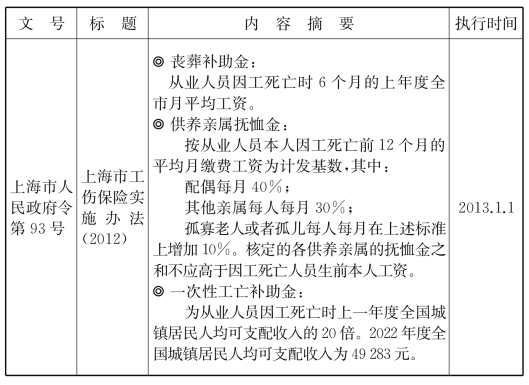 文 号 标 题 内 容 摘 要 执行时间
上海市人
民政府令
第 93 号
上海市工
伤保险实
施 办 法
(2012)
◎ 丧葬补助金：
从业人员因工死亡时 6 个月的上年度全
市月平均工资。
◎ 供养亲属抚恤金：
按从业人员本人因工死亡前 12 个月的
平均月缴费工资为计发基数，其中：
配偶每月 40%；
其他亲属每人每月 30%；
孤寡老人或者孤儿每人每月在上述标准
上增加 10%。核定的各供养亲属的抚恤金之
和不应高于因工死亡人员生前本人工资。
◎ 一次性工亡补助金：
为从业人员因工死亡时上一年度全国城
镇居民人均可支配收入的 20 倍。2022 年度全
国城镇居民人均可支配收入为 49 283 元。
2013.1.1